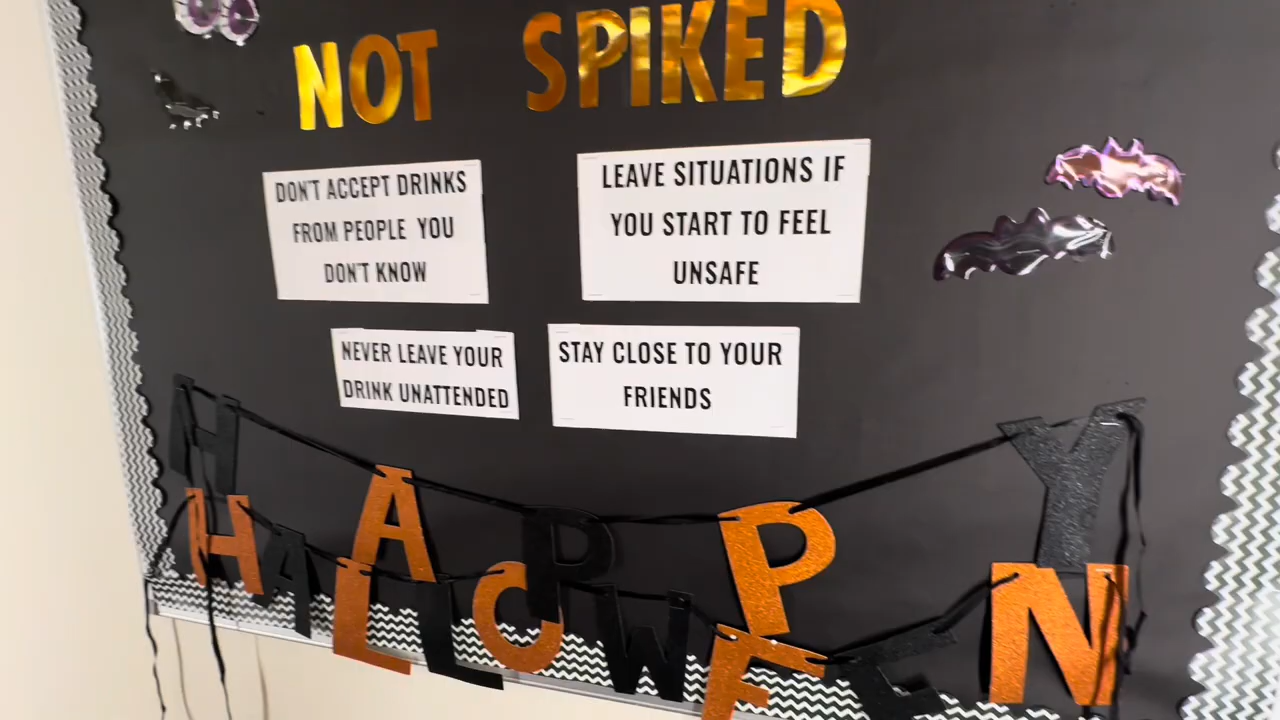 NOT SPIKED
DON'T ACCEPT DRINKS
FROM PEOPLE YOU
DON'T KNOW
LEAVE SITUATIONS IF
YOU START TO FEEL
UNSAFE
NEVER LEAVE YOUR
DRINK UNATTENDED
STAY CLOSE TO YOUR
FRIENDS
HAPPY
HALLOWEEN